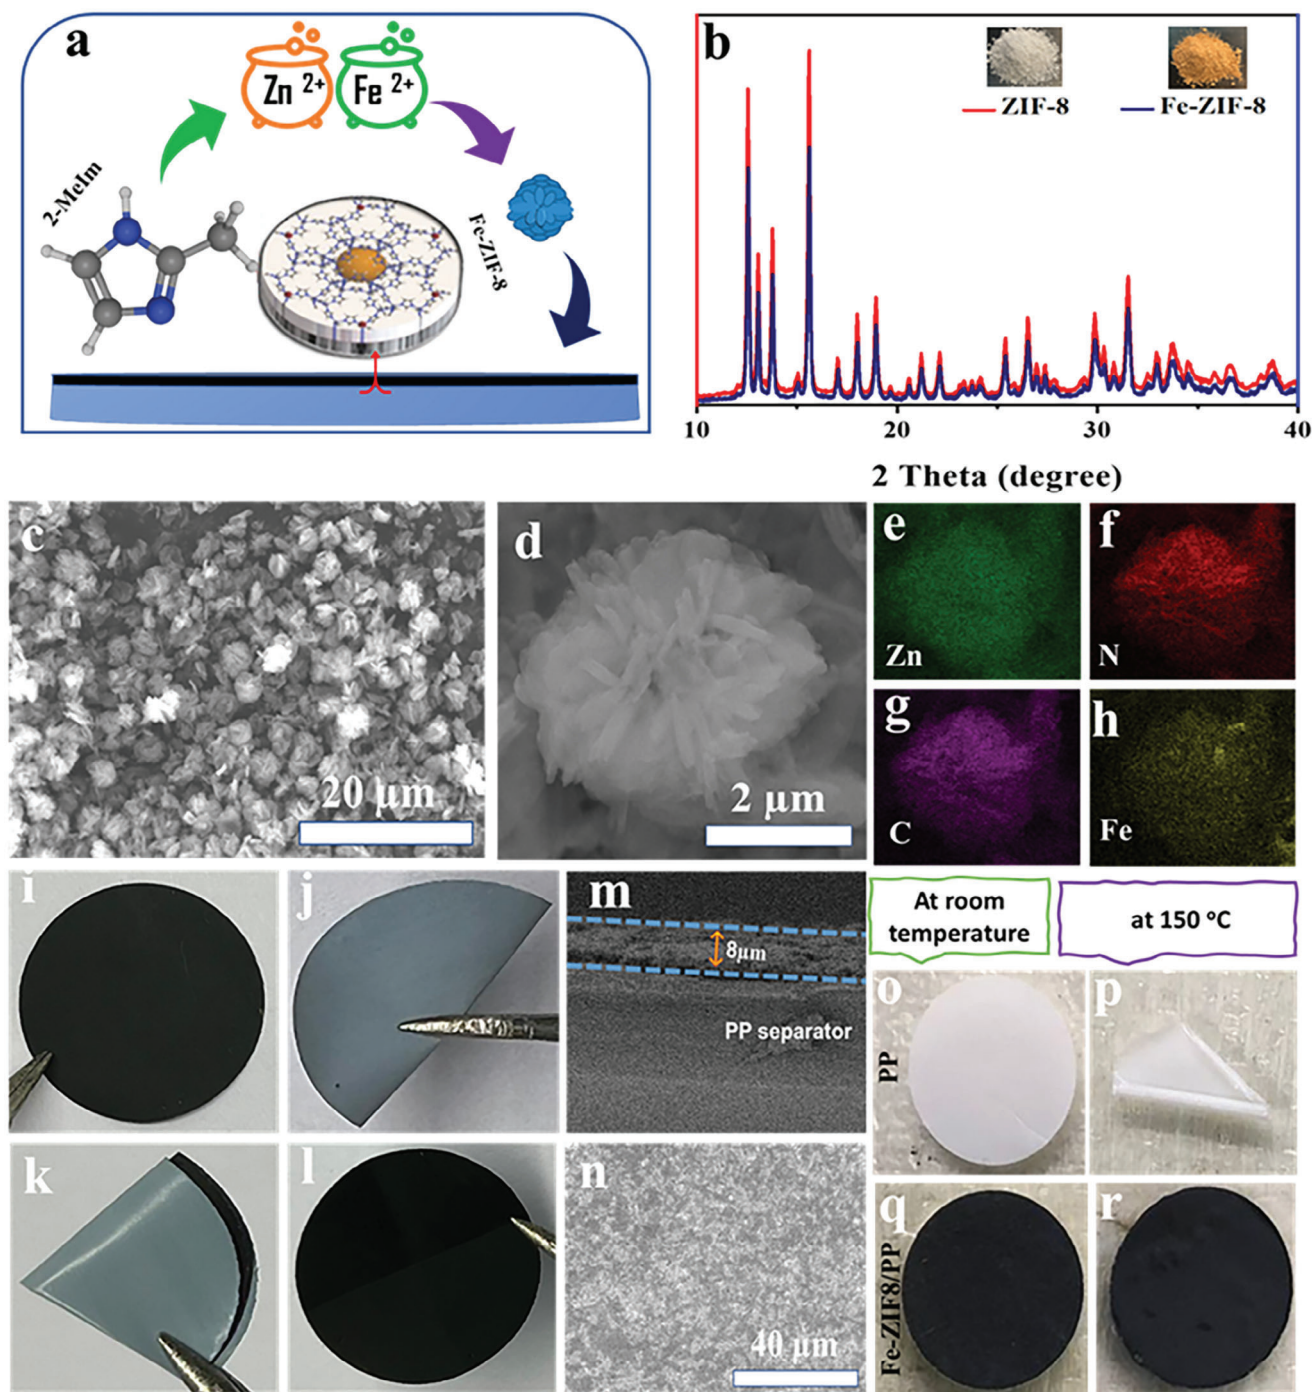 a
Zn 2+
Fe 2+
2-MeIm
Fe-ZIF-8
b
ZIF-8
Fe-ZIF-8
10
20
30
40
2 Theta (degree)
c
20 µm
d
2 µm
e
Zn
f
N
g
C
h
Fe
i
j
k
l
m
8µm
PP separator
n
40 µm
At room
temperature
at 150 °C
o
PP
p
q
Fe-ZIF8/PP
r